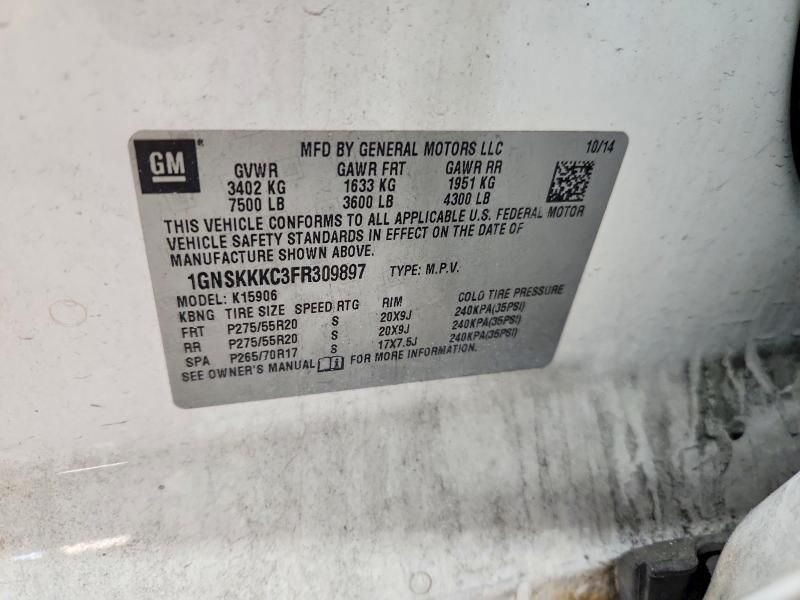 GM
MFD BY GENERAL MOTORS LLC 10/14
GVWR GAWR FRT GAWR RR
3402 KG 1633 KG 1951 KG
7500 LB 3600 LB 4300 LB
THIS VEHICLE CONFORMS TO ALL APPLICABLE U.S. FEDERAL MOTOR
VEHICLE SAFETY STANDARDS IN EFFECT ON THE DATE OF
MANUFACTURE SHOWN ABOVE.
1GNSKKKC3FR309897 TYPE: M.P.V.
MODEL: K15906
KBNG TIRE SIZE SPEED RTG RIM COLD TIRE PRESSURE
FRT P275/55R20 S 20X9J 240KPA(35PSI)
RR P275/55R20 S 20X9J 240KPA(35PSI)
SPA P265/70R17 S 17X7.5J 240KPA(35PSI)
SEE OWNER'S MANUAL FOR MORE INFORMATION.